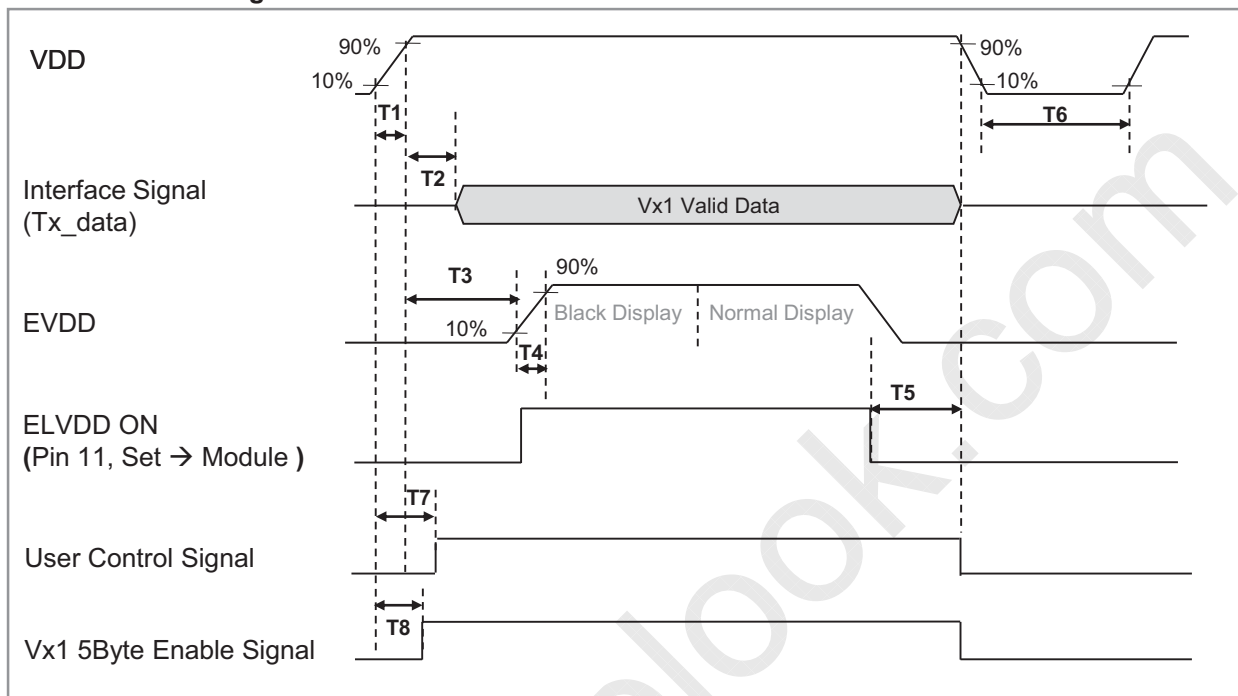 VDD
90%
10%
90%
10%
T1
T6
T2
Interface Signal
(Tx_data)
Vx1 Valid Data
T3
90%
EVDD
10%
Black Display
Normal Display
T4
T5
ELVDD ON
(Pin 11, Set → Module )
T7
User Control Signal
T8
Vx1 5Byte Enable Signal
look.com